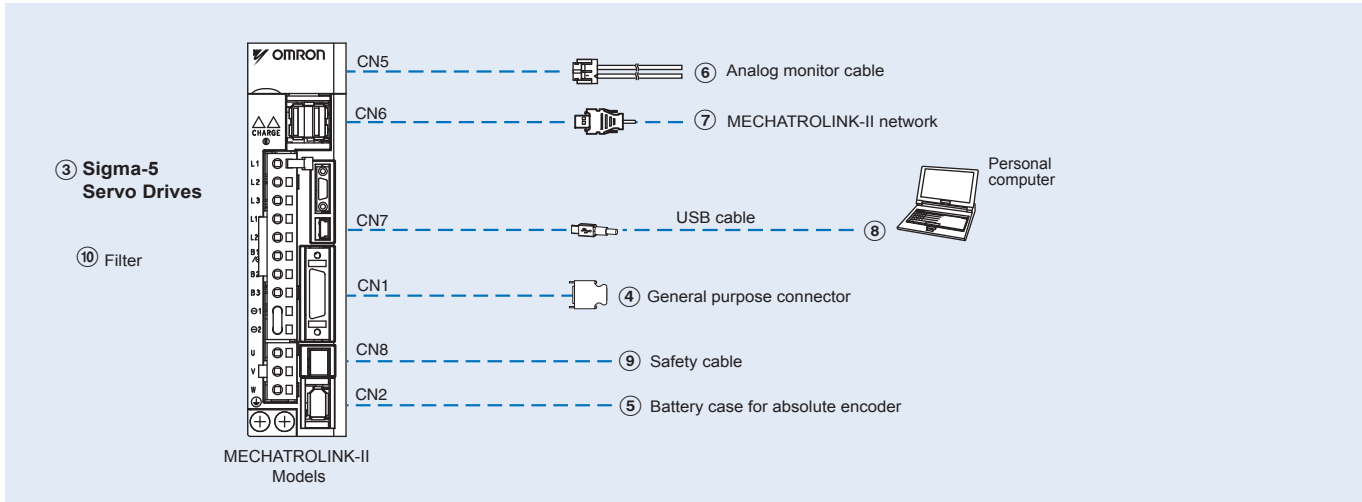 OMRON
CN5
⑥ Analog monitor cable
CN6
⑦ MECHATROLINK-II network
CHARGE
③ Sigma-5
Servo Drives
Personal
computer
L1
L2
L3
L1
L2
B1
/⊕
B2
B3
⊖1
⊖2
U
V
W
CN7
USB cable
⑧
⑩ Filter
CN1
④ General purpose connector
CN8
⑨ Safety cable
CN2
⑤ Battery case for absolute encoder
MECHATROLINK-II
Models